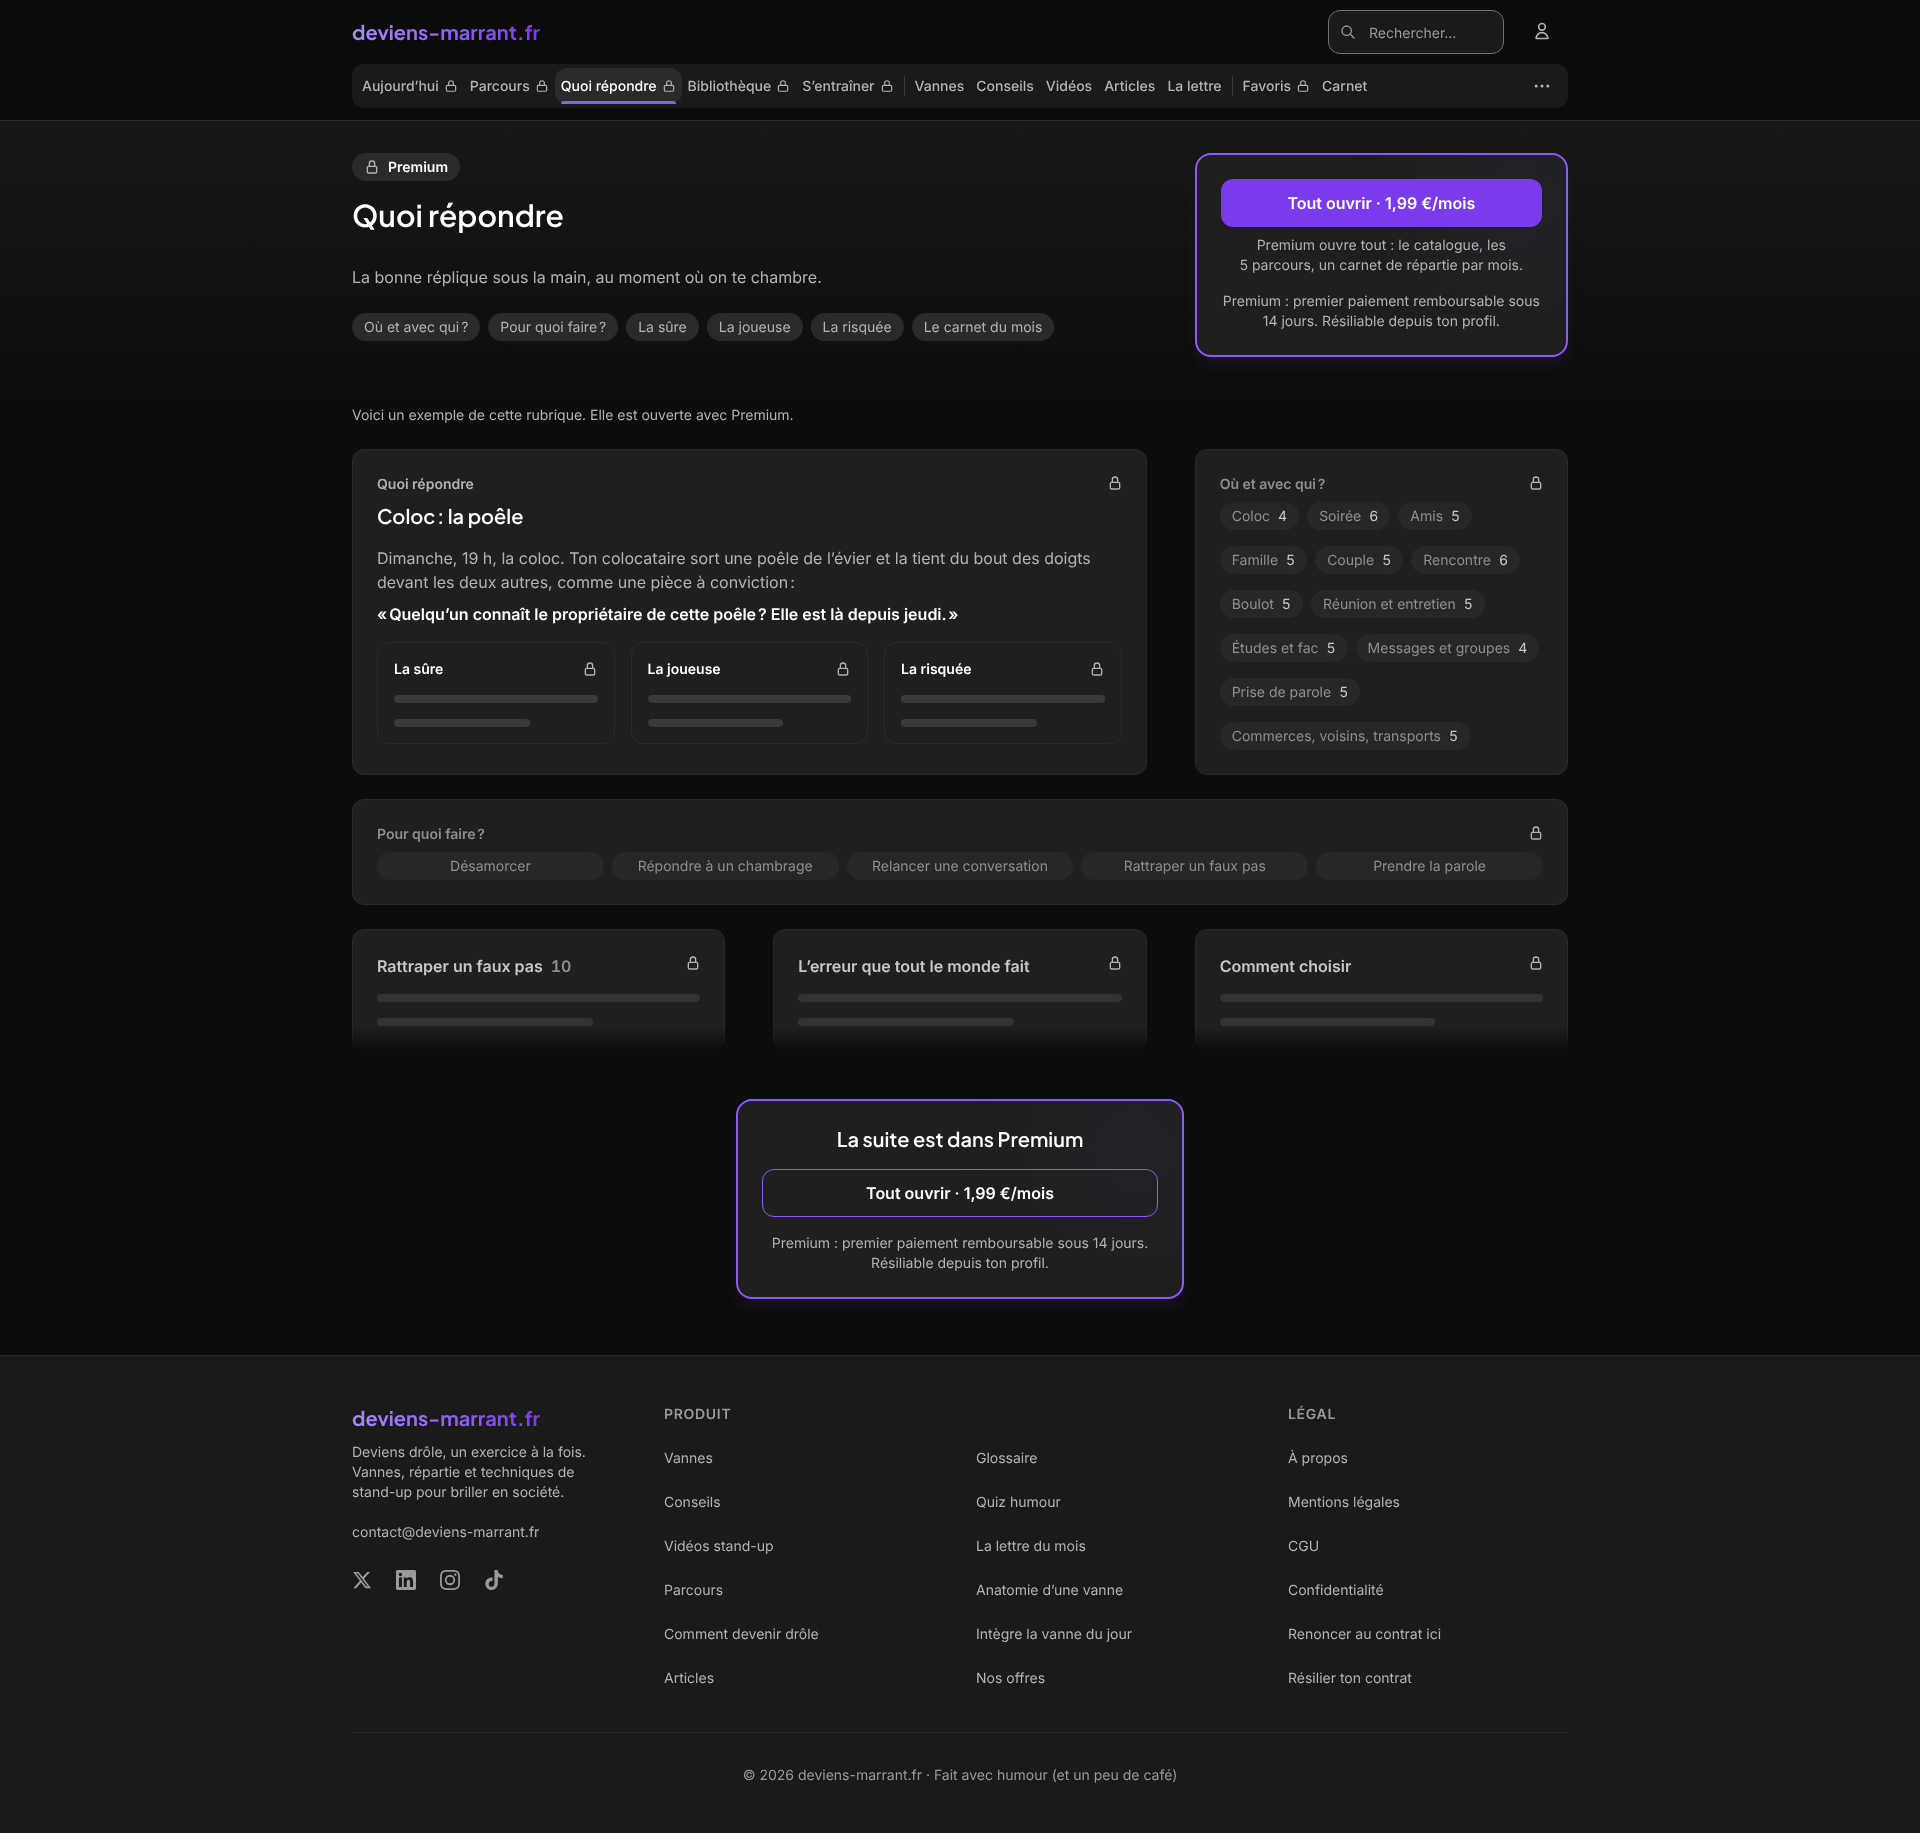 deviens-marrant.fr
Rechercher...
Aujourd’hui Parcours Quoi répondre Bibliothèque S’entraîner Vannes Conseils Vidéos Articles La lettre Favoris Carnet
Premium
Quoi répondre
La bonne réplique sous la main, au moment où on te chambre.
Où et avec qui ? Pour quoi faire ? La sûre La joueuse La risquée Le carnet du mois
Tout ouvrir · 1,99 €/mois
Premium ouvre tout : le catalogue, les
5 parcours, un carnet de répartie par mois.
Premium : premier paiement remboursable sous
14 jours. Résiliable depuis ton profil.
Voici un exemple de cette rubrique. Elle est ouverte avec Premium.
Quoi répondre
Coloc : la poêle
Dimanche, 19 h, la coloc. Ton colocataire sort une poêle de l’évier et la tient du bout des doigts
devant les deux autres, comme une pièce à conviction :
« Quelqu’un connaît le propriétaire de cette poêle ? Elle est là depuis jeudi. »
La sûre
La joueuse
La risquée
Où et avec qui ?
Coloc 4 Soirée 6 Amis 5
Famille 5 Couple 5 Rencontre 6
Boulot 5 Réunion et entretien 5
Études et fac 5 Messages et groupes 4
Prise de parole 5
Commerces, voisins, transports 5
Pour quoi faire ?
Désamorcer Répondre à un chambrage Relancer une conversation Rattraper un faux pas Prendre la parole
Rattraper un faux pas 10
L’erreur que tout le monde fait
Comment choisir
La suite est dans Premium
Tout ouvrir · 1,99 €/mois
Premium : premier paiement remboursable sous 14 jours.
Résiliable depuis ton profil.
deviens-marrant.fr
Deviens drôle, un exercice à la fois.
Vannes, répartie et techniques de
stand-up pour briller en société.
contact@deviens-marrant.fr
PRODUIT
Vannes
Conseils
Vidéos stand-up
Parcours
Comment devenir drôle
Articles
Glossaire
Quiz humour
La lettre du mois
Anatomie d’une vanne
Intègre la vanne du jour
Nos offres
LÉGAL
À propos
Mentions légales
CGU
Confidentialité
Renoncer au contrat ici
Résilier ton contrat
© 2026 deviens-marrant.fr · Fait avec humour (et un peu de café)